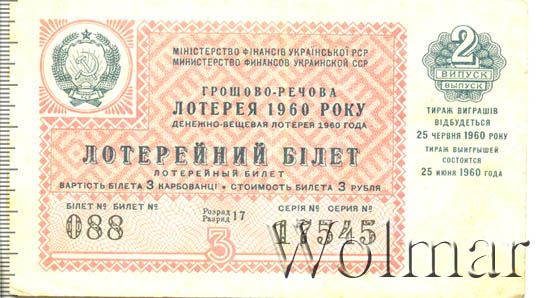 МІНІСТЕРСТВО ФІНАНСІВ УКРАЇНСЬКОЇ РСР
МИНИСТЕРСТВО ФИНАНСОВ УКРАИНСКОЙ ССР
ГРОШОВО-РЕЧОВА
ЛОТЕРЕЯ 1960 РОКУ
ДЕНЕЖНО-ВЕЩЕВАЯ ЛОТЕРЕЯ 1960 ГОДА
ЛОТЕРЕЙНИЙ БІЛЕТ
ЛОТЕРЕЙНЫЙ БИЛЕТ
ВАРТІСТЬ БІЛЕТА 3 КАРБОВАНЦІ • СТОИМОСТЬ БИЛЕТА 3 РУБЛЯ
БІЛЕТ № БИЛЕТ №
088
Розряд 17
Разряд
СЕРІЯ № СЕРИЯ №
17545
3
2
ВИПУСК
ВЫПУСК
ТИРАЖ ВИГРАШІВ
ВІДБУДЕТЬСЯ
25 ЧЕРВНЯ 1960 РОКУ
ТИРАЖ ВЫИГРЫШЕЙ
СОСТОИТСЯ
25 ИЮНЯ 1960 ГОДА
Wolmar